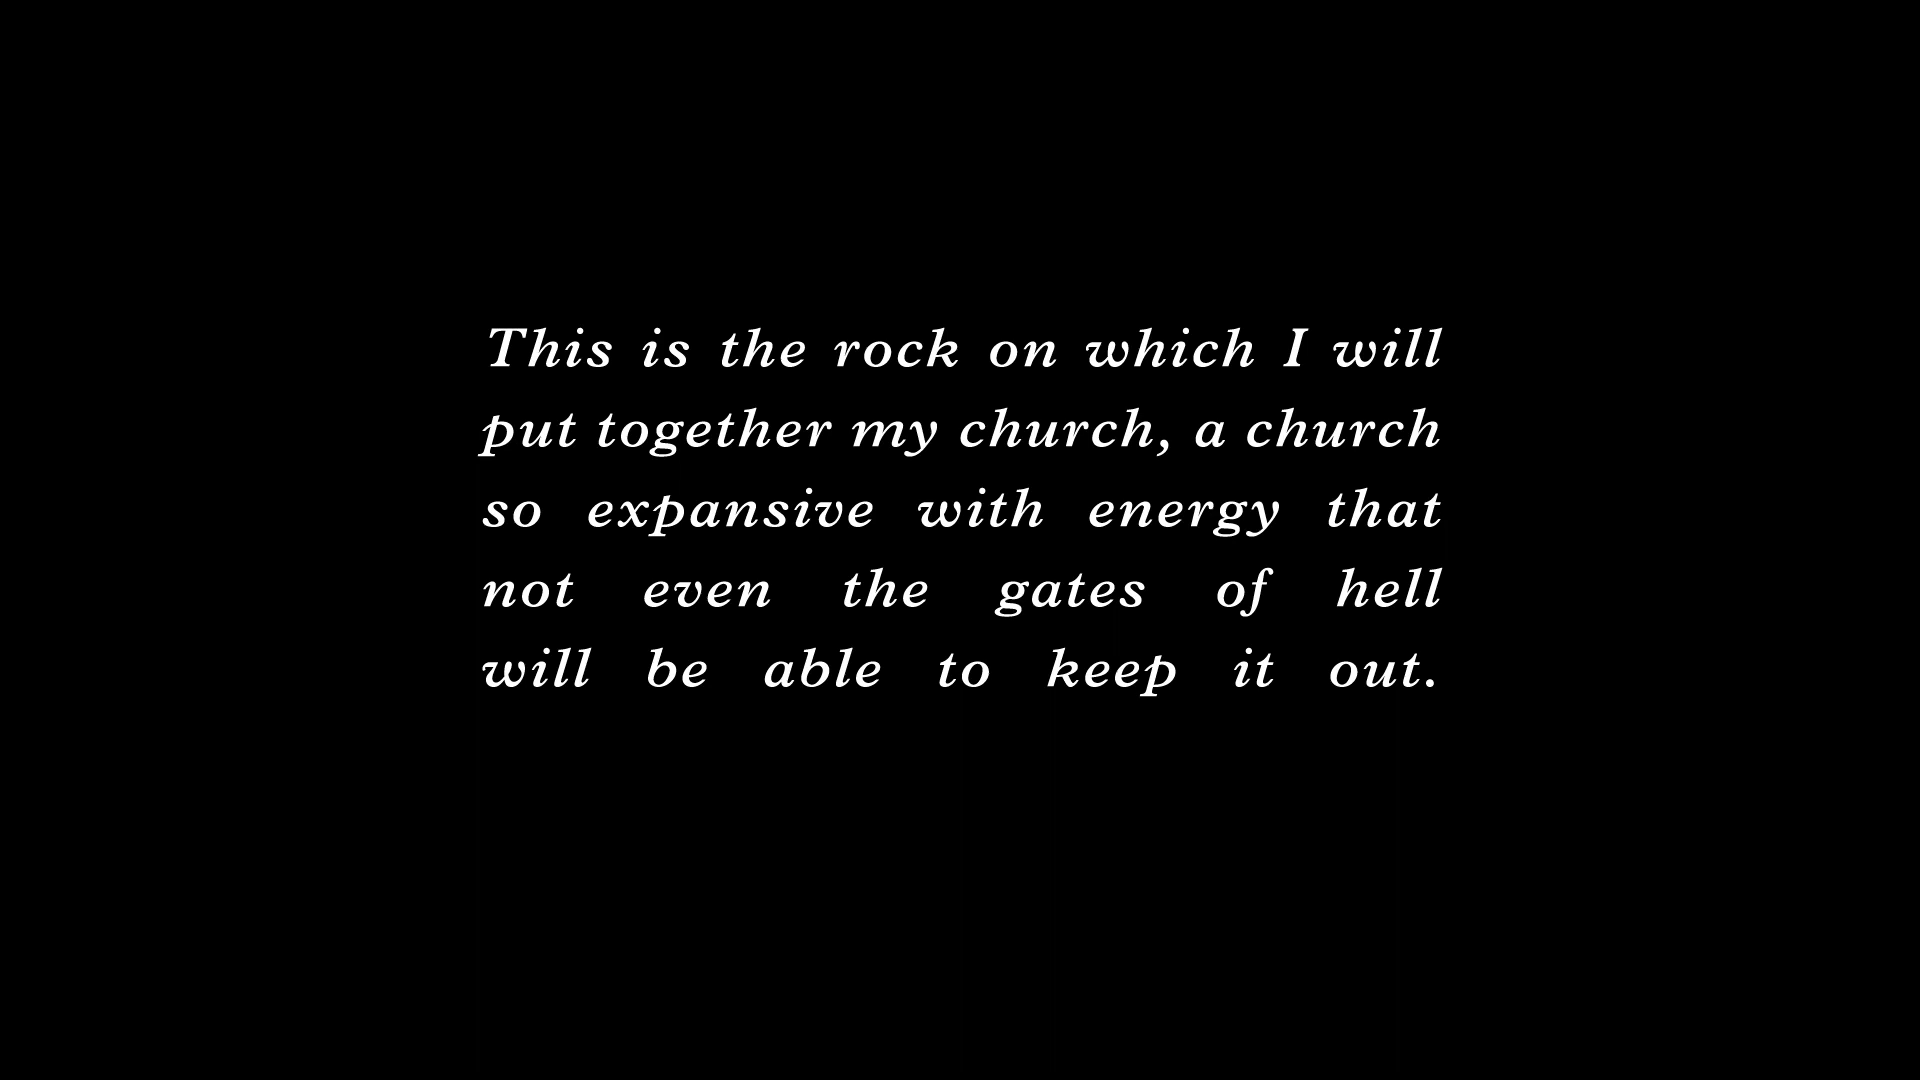 This is the rock on which I will
put together my church, a church
so expansive with energy that
not even the gates of hell
will be able to keep it out.